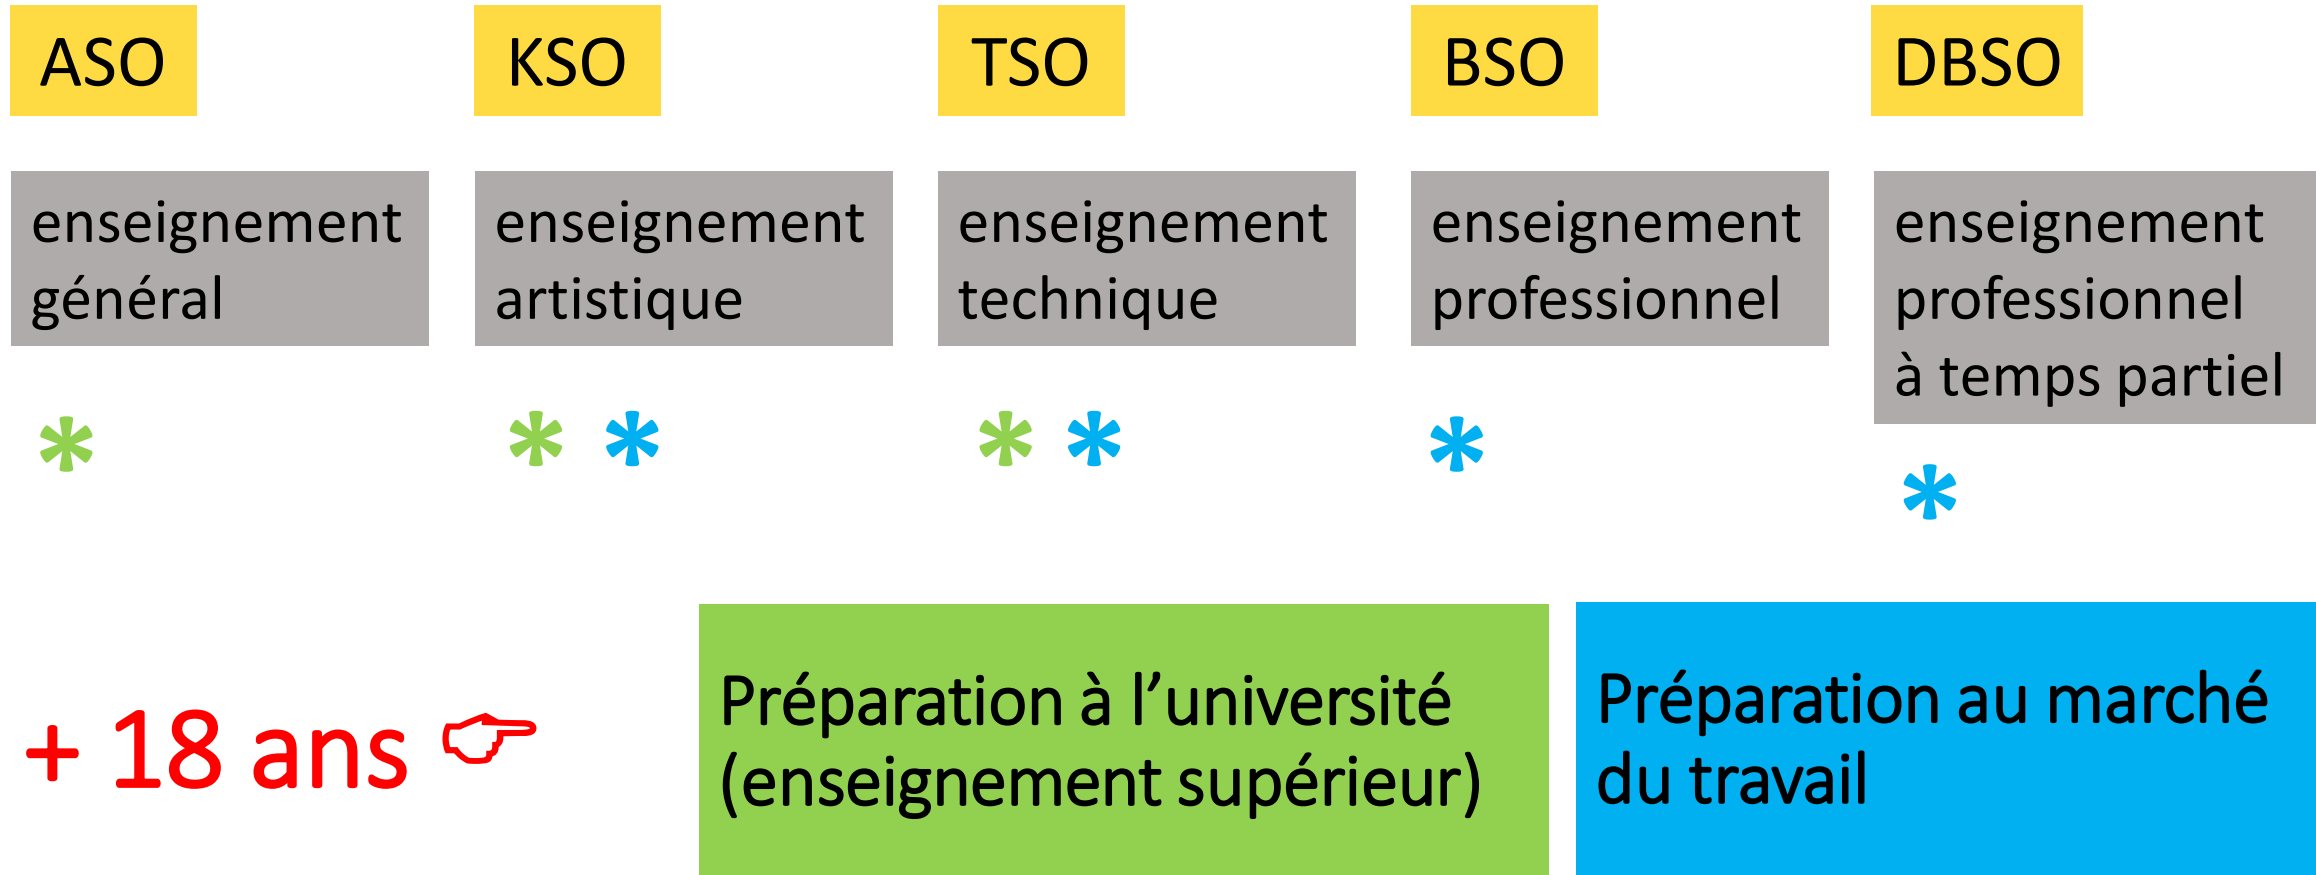 ASO
KSO
TSO
BSO
DBSO
enseignement
général
enseignement
artistique
enseignement
technique
enseignement
professionnel
enseignement
professionnel
à temps partiel
*
* *
* *
*
*
+ 18 ans 👉
Préparation à l’université
(enseignement supérieur)
Préparation au marché
du travail